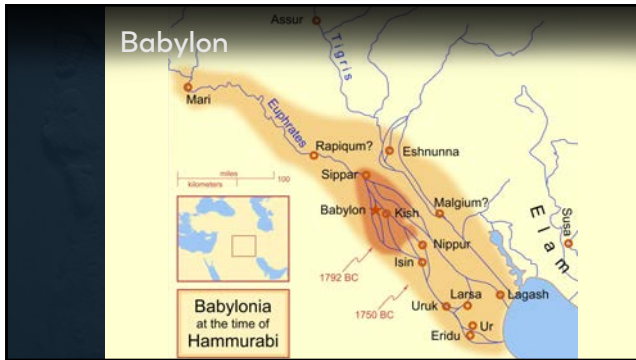 Babylon
Assur
Tigris
Mari
Euphrates
Rapiqum?
Eshnunna
Sippar
miles
100
kilometers
Babylon
Kish
Malgium?
Elam
Susa
Nippur
Isin
1792 BC
1750 BC
Larsa
Lagash
Uruk
Ur
Eridu
Babylonia
at the time of
Hammurabi